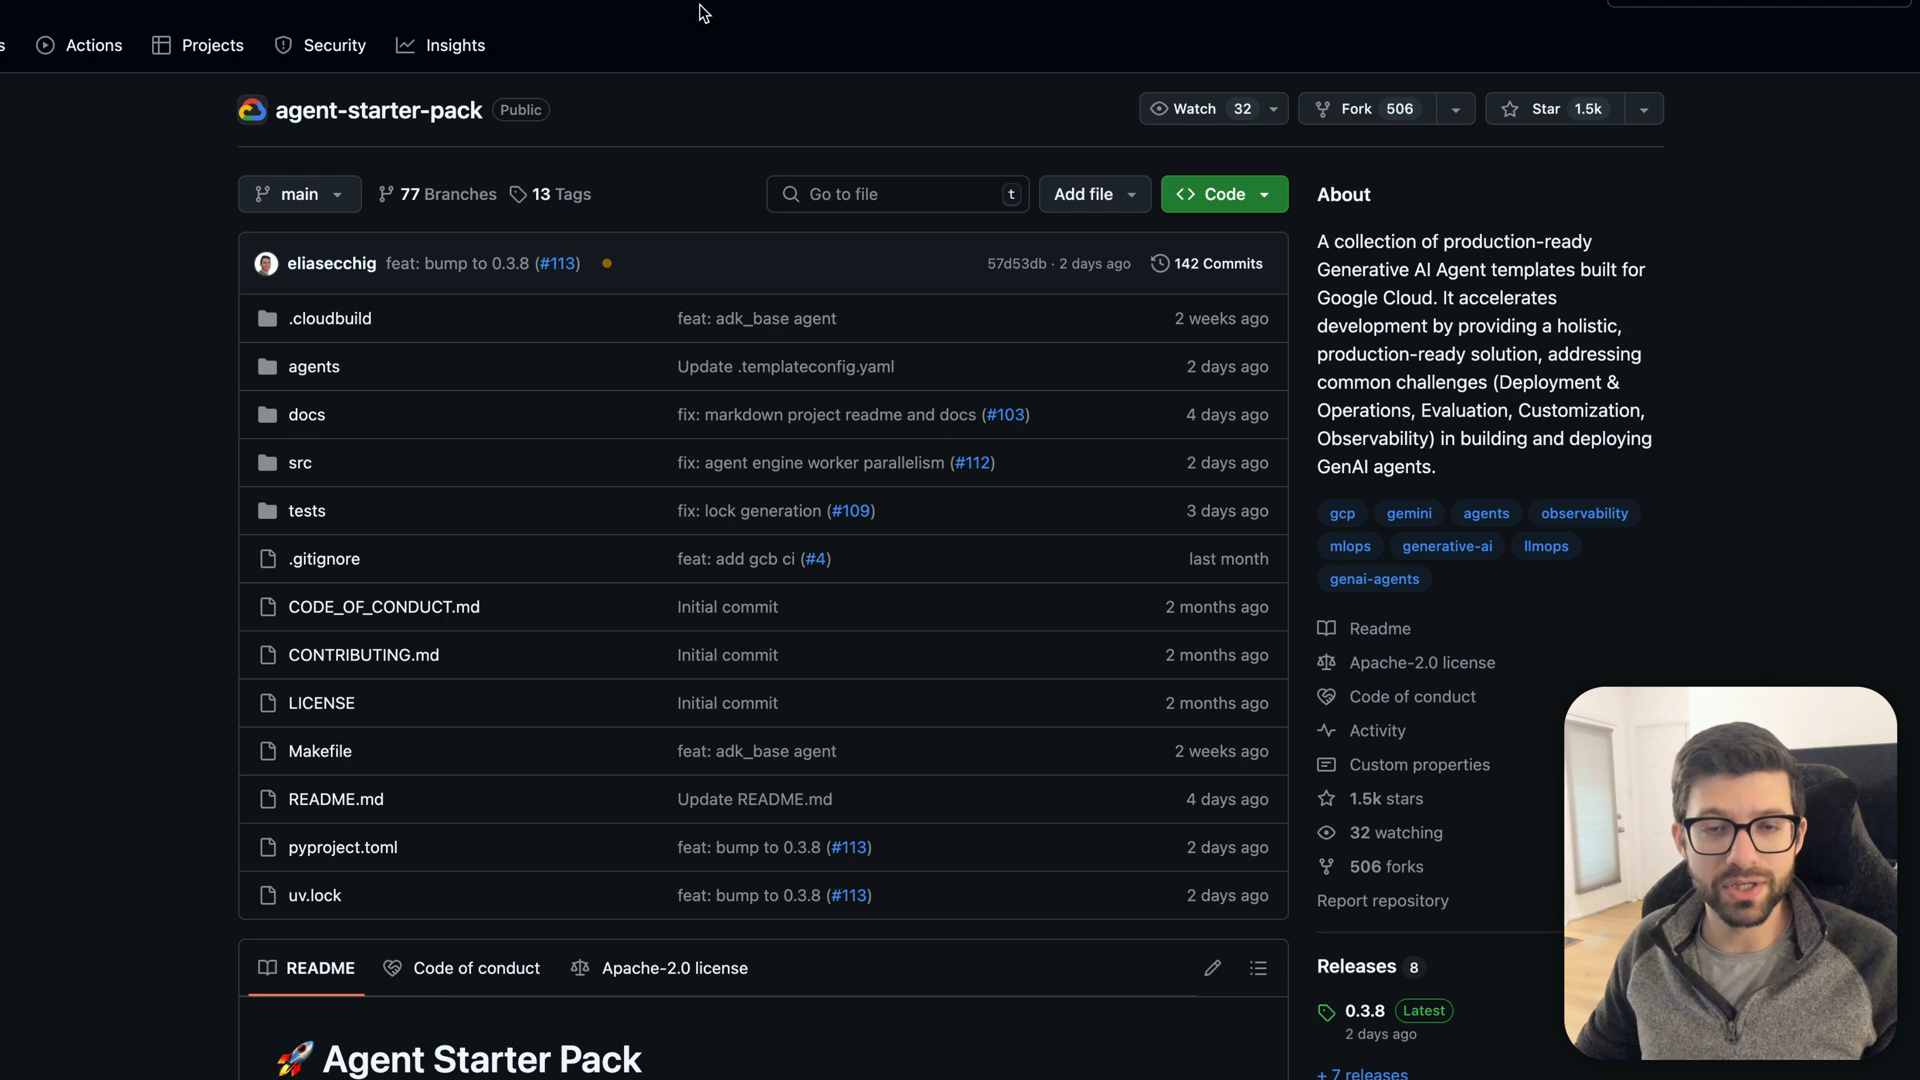 s
Actions
Projects
Security
Insights
agent-starter-pack
Public
Watch 32
Fork 506
Star 1.5k
main
77 Branches
13 Tags
Go to file
t
Add file
Code
eliasecchig feat: bump to 0.3.8 (#113)
57d53db · 2 days ago
142 Commits
.cloudbuild feat: adk_base agent 2 weeks ago
agents Update .templateconfig.yaml 2 days ago
docs fix: markdown project readme and docs (#103) 4 days ago
src fix: agent engine worker parallelism (#112) 2 days ago
tests fix: lock generation (#109) 3 days ago
.gitignore feat: add gcb ci (#4) last month
CODE_OF_CONDUCT.md Initial commit 2 months ago
CONTRIBUTING.md Initial commit 2 months ago
LICENSE Initial commit 2 months ago
Makefile feat: adk_base agent 2 weeks ago
README.md Update README.md 4 days ago
pyproject.toml feat: bump to 0.3.8 (#113) 2 days ago
uv.lock feat: bump to 0.3.8 (#113) 2 days ago
README
Code of conduct
Apache-2.0 license
🚀 Agent Starter Pack
About
A collection of production-ready
Generative AI Agent templates built for
Google Cloud. It accelerates
development by providing a holistic,
production-ready solution, addressing
common challenges (Deployment &
Operations, Evaluation, Customization,
Observability) in building and deploying
GenAI agents.
gcp gemini agents observability
mlops generative-ai llmops
genai-agents
Readme
Apache-2.0 license
Code of conduct
Activity
Custom properties
1.5k stars
32 watching
506 forks
Report repository
Releases 8
0.3.8 Latest
2 days ago
+ 7 releases